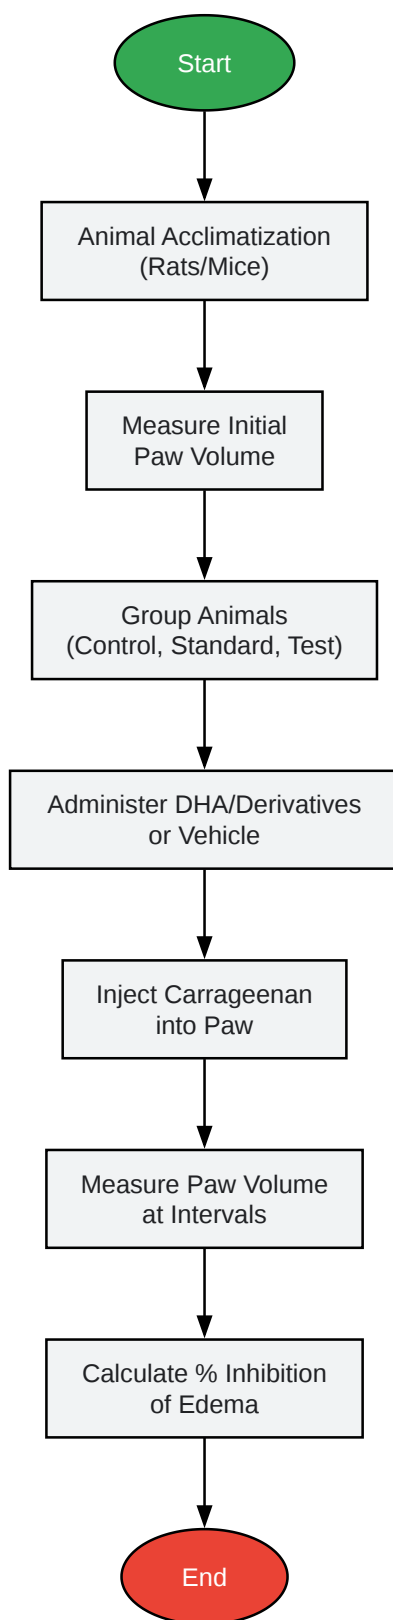 Start
Animal Acclimatization
(Rats/Mice)
Measure Initial
Paw Volume
Group Animals
(Control, Standard, Test)
Administer DHA/Derivatives
or Vehicle
Inject Carrageenan
into Paw
Measure Paw Volume
at Intervals
Calculate % Inhibition
of Edema
End